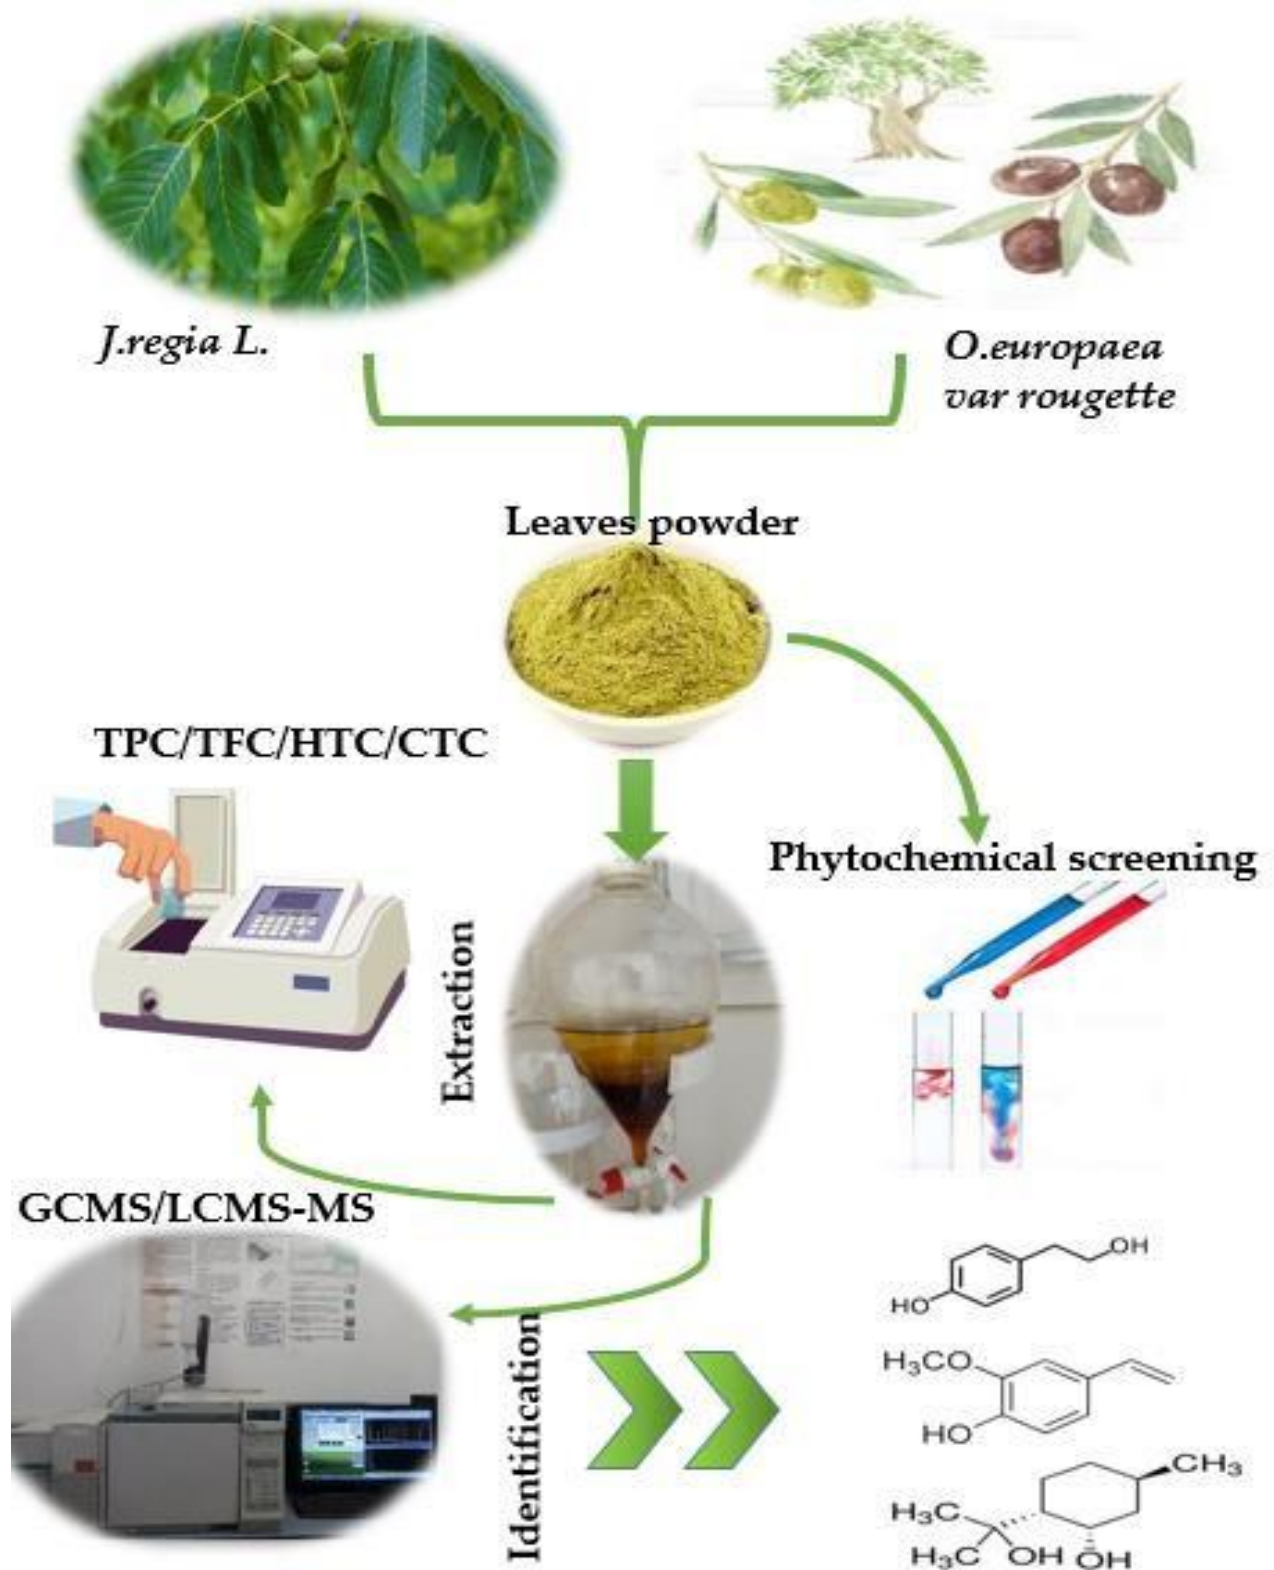 J.regia L.
O.europaea
var rougette
Leaves powder
TPC/TFC/HTC/CTC
Phytochemical screening
Extraction
GCMS/LCMS-MS
Identification
OH
HO
H₃CO
HO
CH₃
H₃C
H₃C OH OH